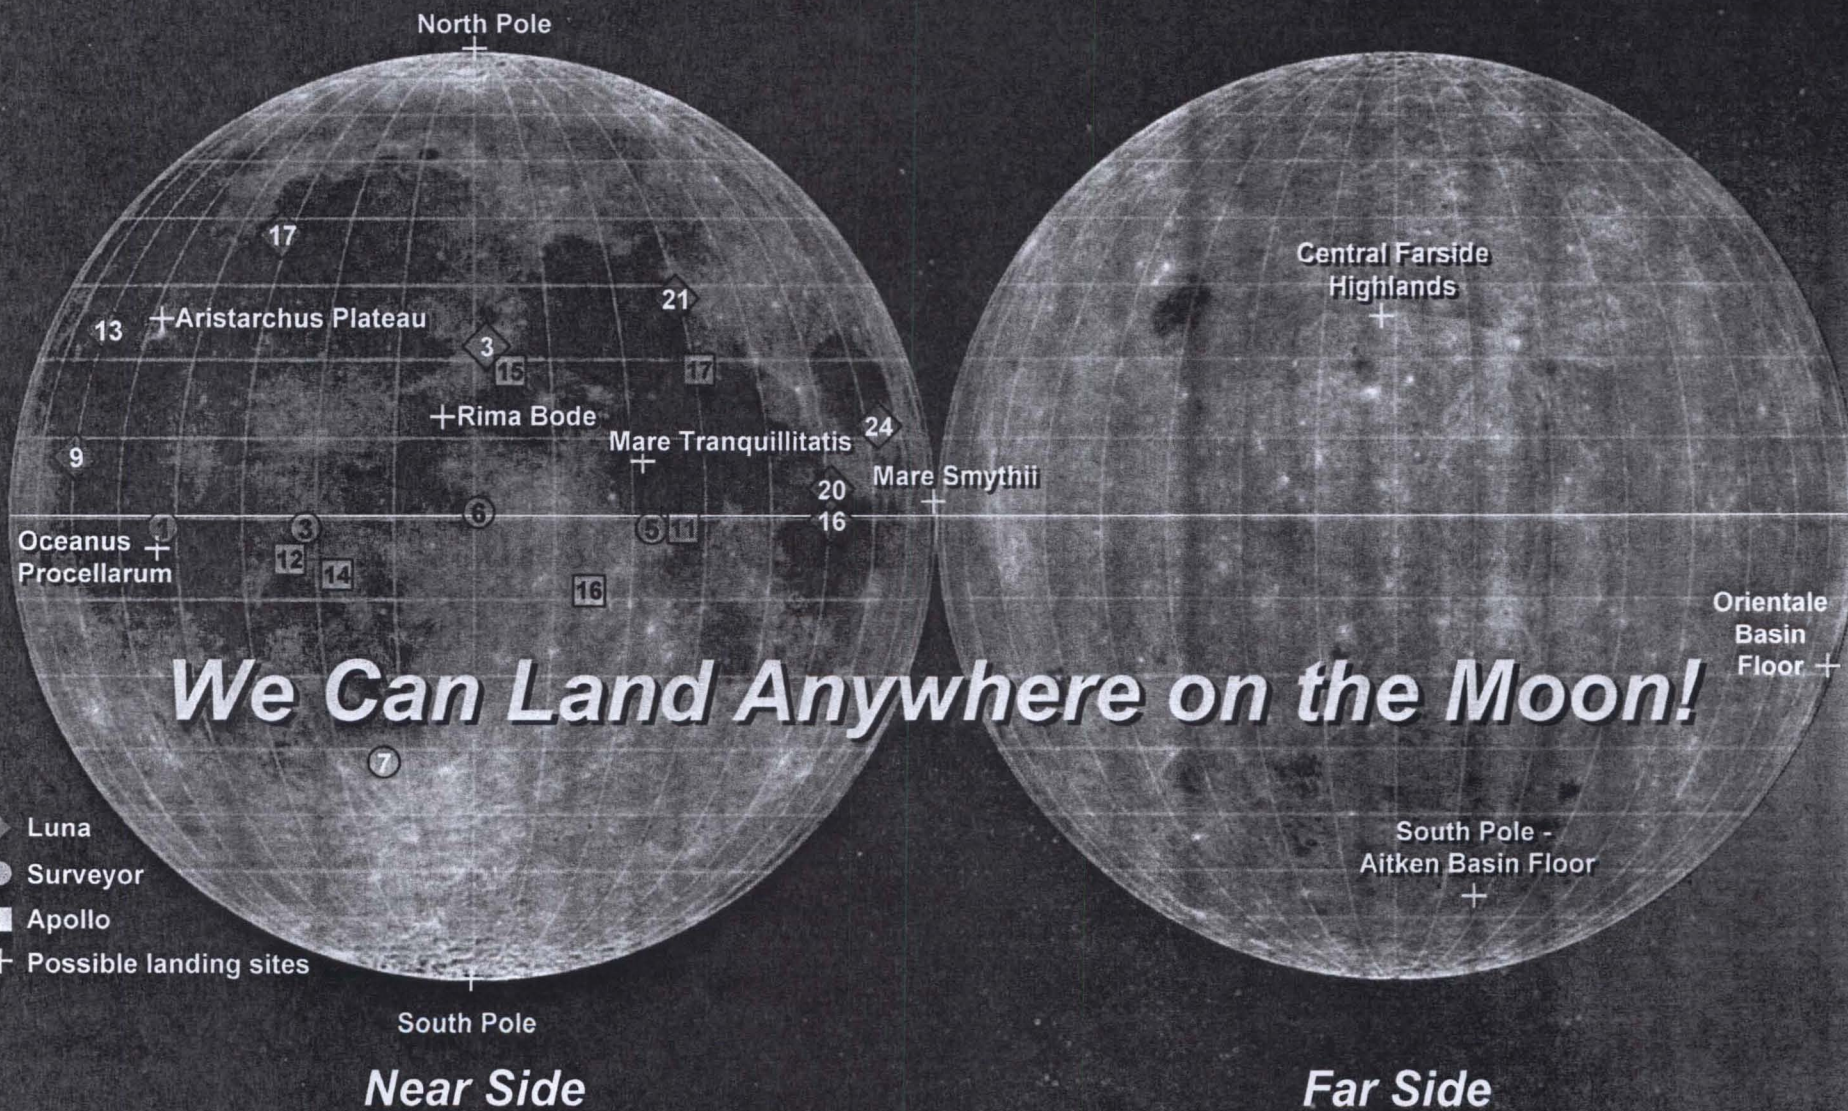 North Pole
17
21
13
Aristarchus Plateau
3
15
17
Rima Bode
24
Mare Tranquillitatis
9
Mare Smythii
20
6
16
1
3
5
11
Oceanus
Procellarum
12
14
16
7
Luna
Surveyor
Apollo
Possible landing sites
South Pole
Near Side
Central Farside
Highlands
Orientale
Basin
Floor
We Can Land Anywhere on the Moon!
South Pole -
Aitken Basin Floor
Far Side